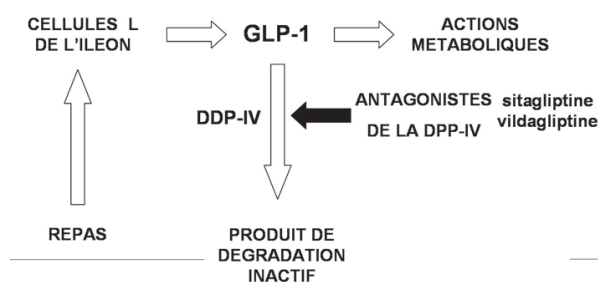 CELLULES L
DE L'ILEON
GLP-1
ACTIONS
METABOLIQUES
DDP-IV
ANTAGONISTES sitagliptine
DE LA DPP-IV vildagliptine
REPAS
PRODUIT DE
DEGRADATION
INACTIF